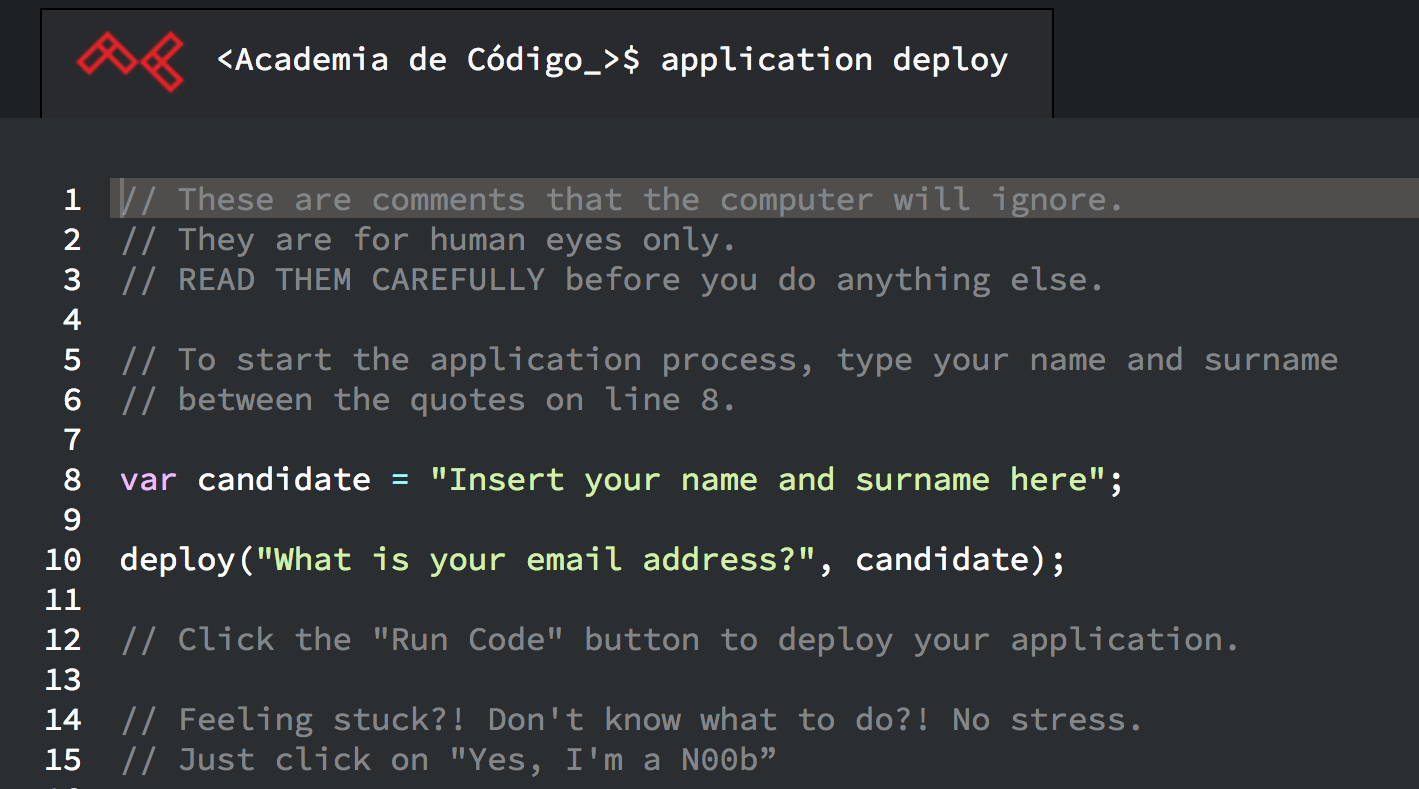 <Academia de Código_>$ application deploy
1 // These are comments that the computer will ignore.
2 // They are for human eyes only.
3 // READ THEM CAREFULLY before you do anything else.
4
5 // To start the application process, type your name and surname
6 // between the quotes on line 8.
7
8 var candidate = "Insert your name and surname here";
9
10 deploy("What is your email address?", candidate);
11
12 // Click the "Run Code" button to deploy your application.
13
14 // Feeling stuck?! Don't know what to do?! No stress.
15 // Just click on "Yes, I'm a N00b”